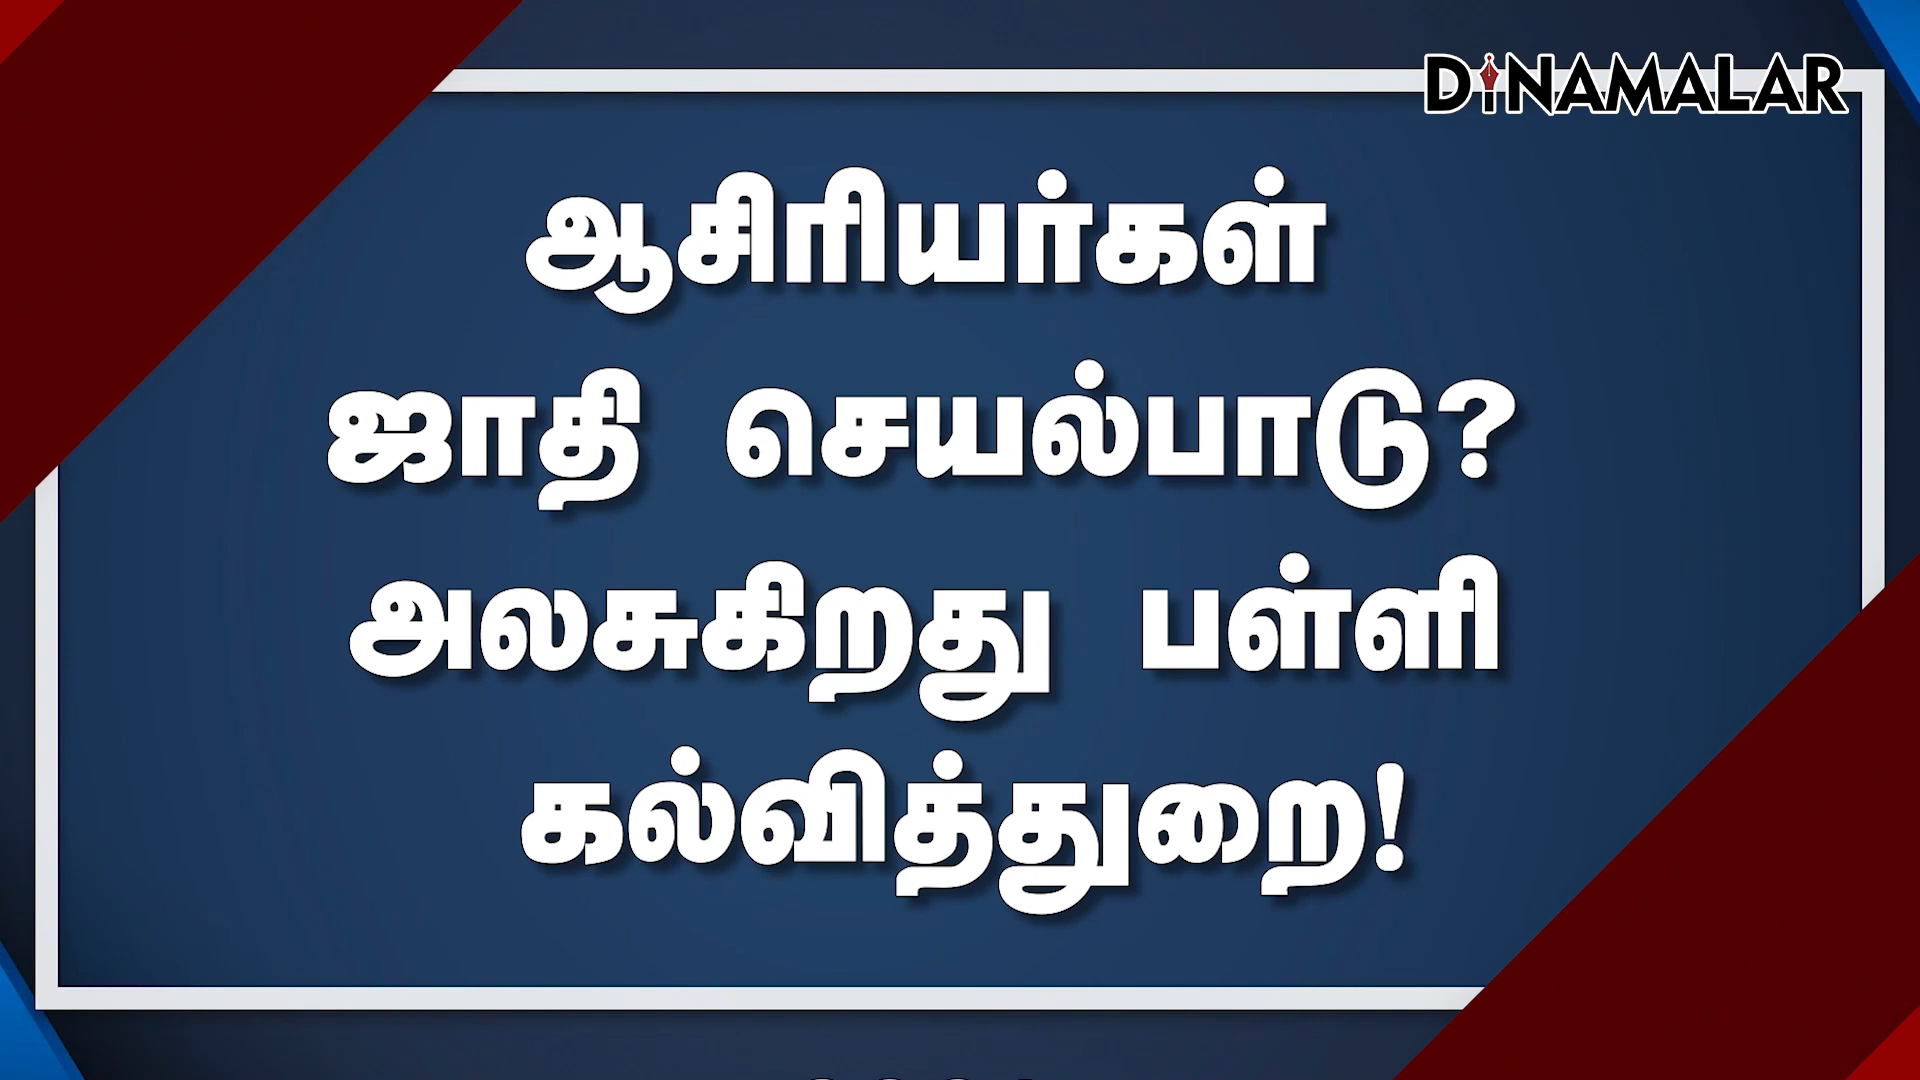 DINAMALAR
ஆசிரியர்கள்
ஜாதி செயல்பாடு?
அலசுகிறது பள்ளி
கல்வித்துறை!